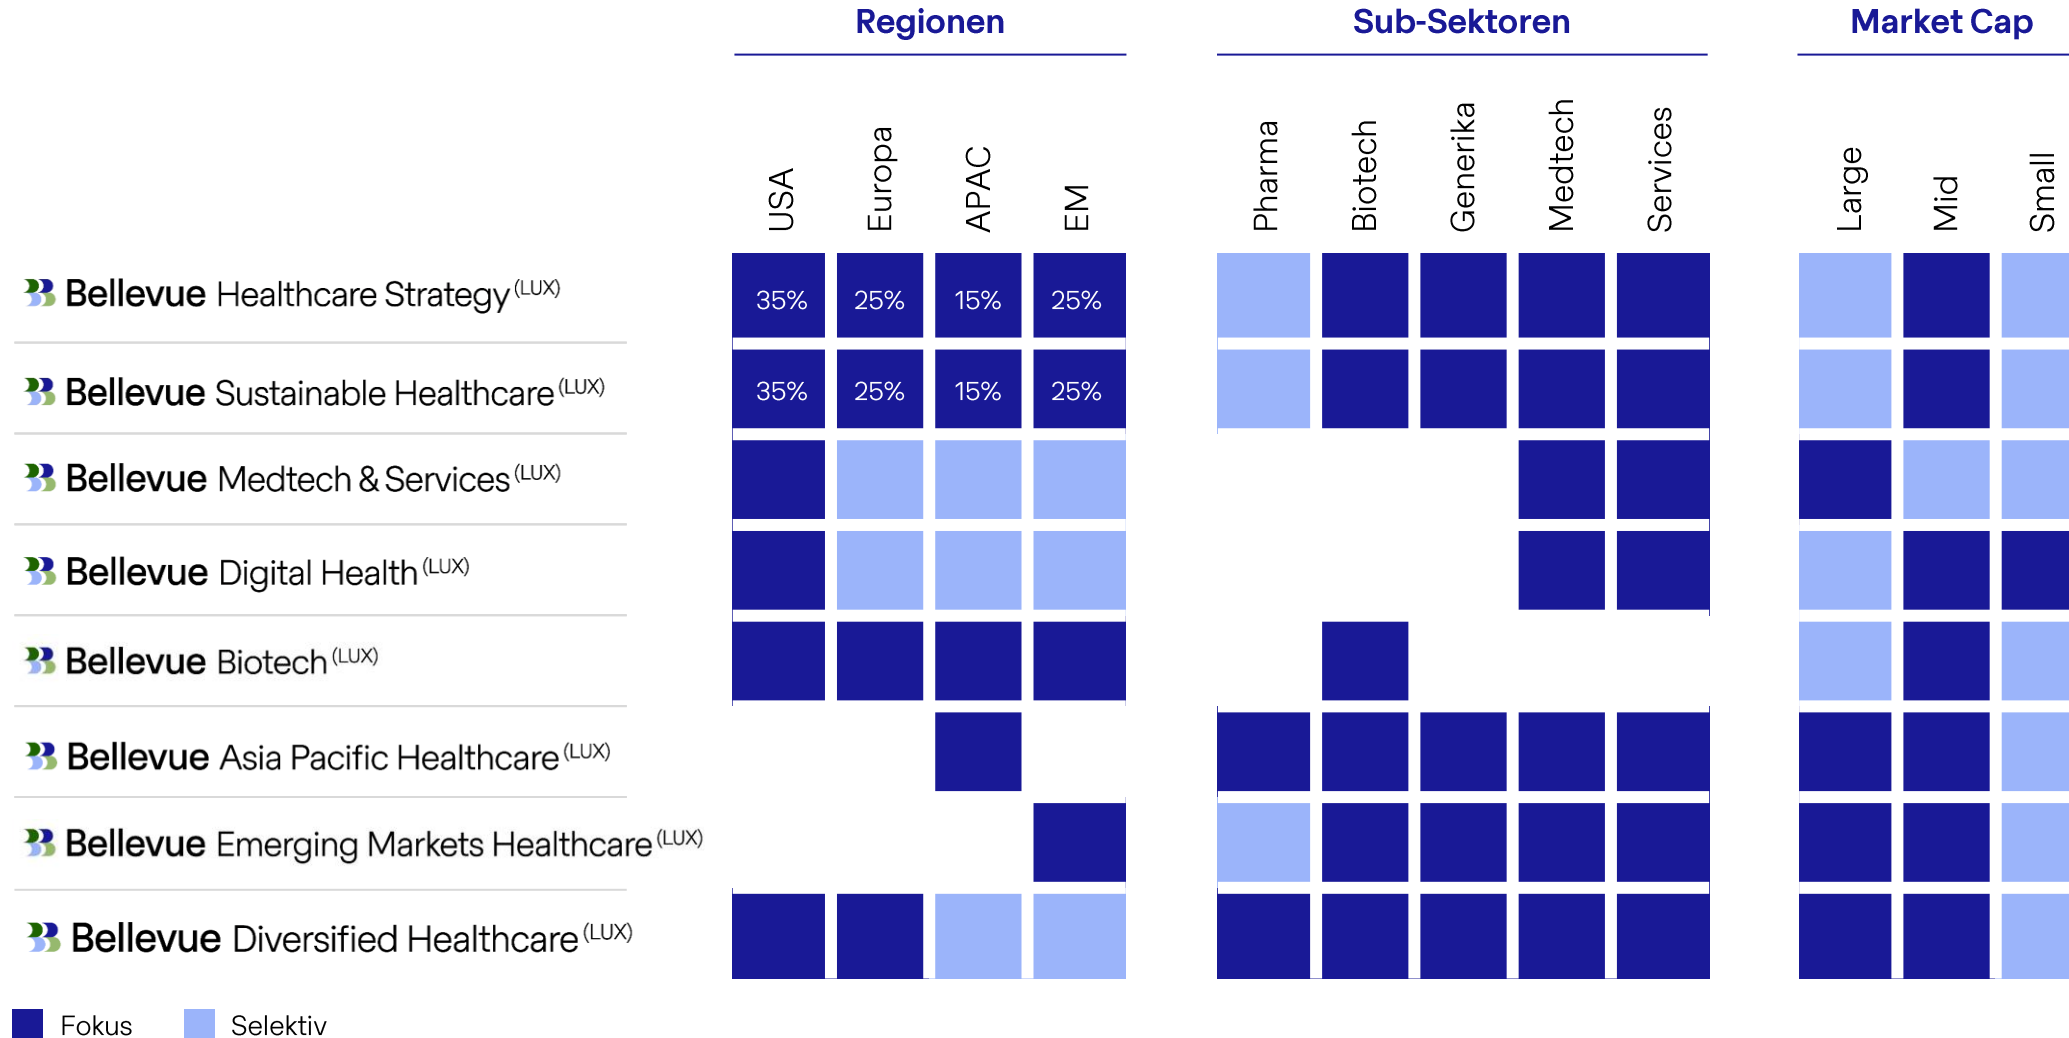 Regionen Sub-Sektoren Market Cap
USA Europa APAC EM Pharma Biotech Generika Medtech Services Large Mid Small
Bellevue Healthcare Strategy (LUX) 35% 25% 15% 25%
Bellevue Sustainable Healthcare (LUX) 35% 25% 15% 25%
Bellevue Medtech & Services (LUX)
Bellevue Digital Health (LUX)
Bellevue Biotech (LUX)
Bellevue Asia Pacific Healthcare (LUX)
Bellevue Emerging Markets Healthcare (LUX)
Bellevue Diversified Healthcare (LUX)
Fokus Selektiv